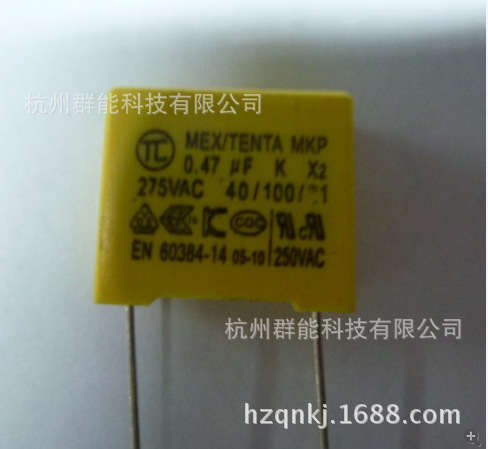 杭州群能科技有限公司
MEX/TENTA MKP
0.47 µF K X2
275VAC 40/100/21
EN 60384-14 05-10 250VAC
杭州群能科技有限公司
hzqnkj.1688.com